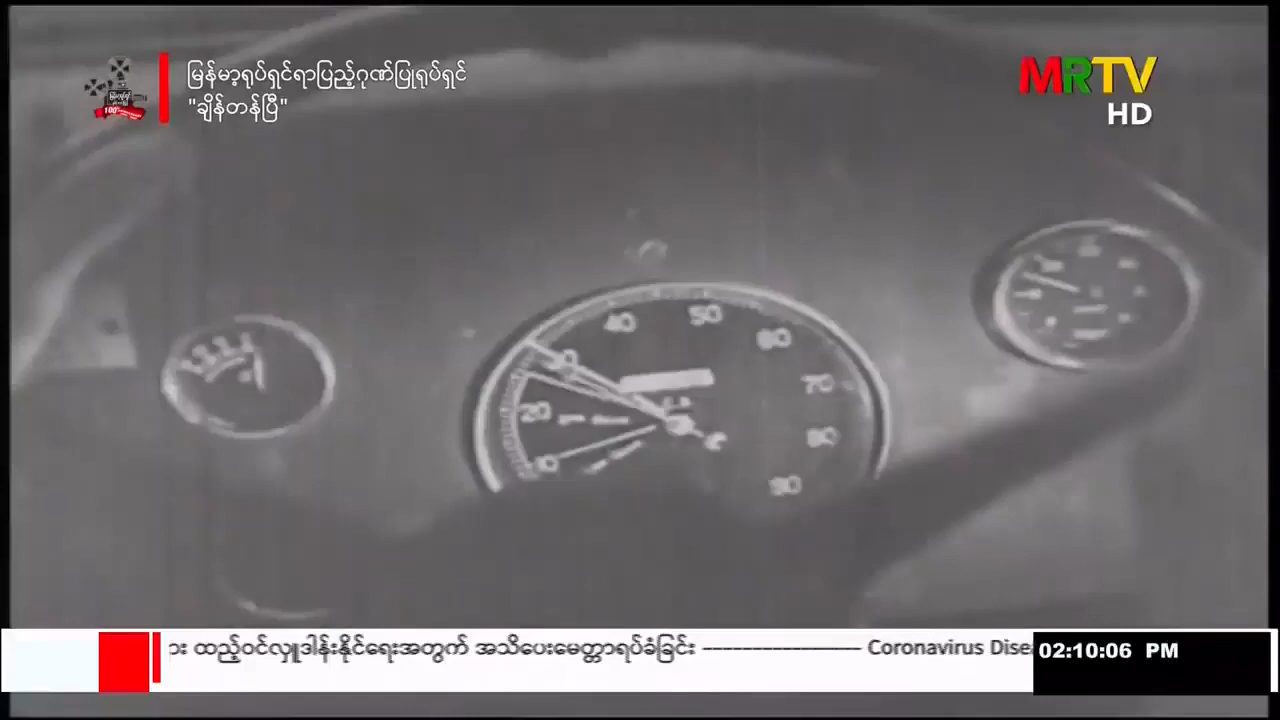 မြန်မာ့ရုပ်ရှင်ရာပြည့်ဂုဏ်ပြုရုပ်ရှင်
"ချိန်တန်ပြီ"
MRTV
HD
100
40
50
60
30
70
20
80
10
90
ား ထည့်ဝင်လှူဒါန်းနိုင်ရေးအတွက် အသိပေးမေတ္တာရပ်ခံခြင်း ------------------ Coronavirus Disea
02:10:06 PM